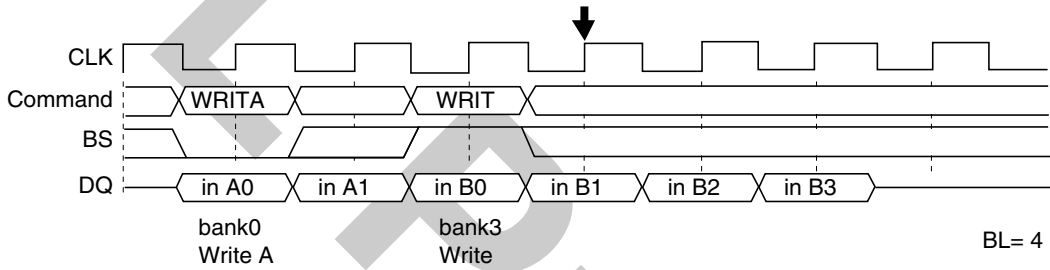 CLK
Command WRITA WRIT
BS
DQ in A0 in A1 in B0 in B1 in B2 in B3
bank0 bank3
Write A Write BL= 4